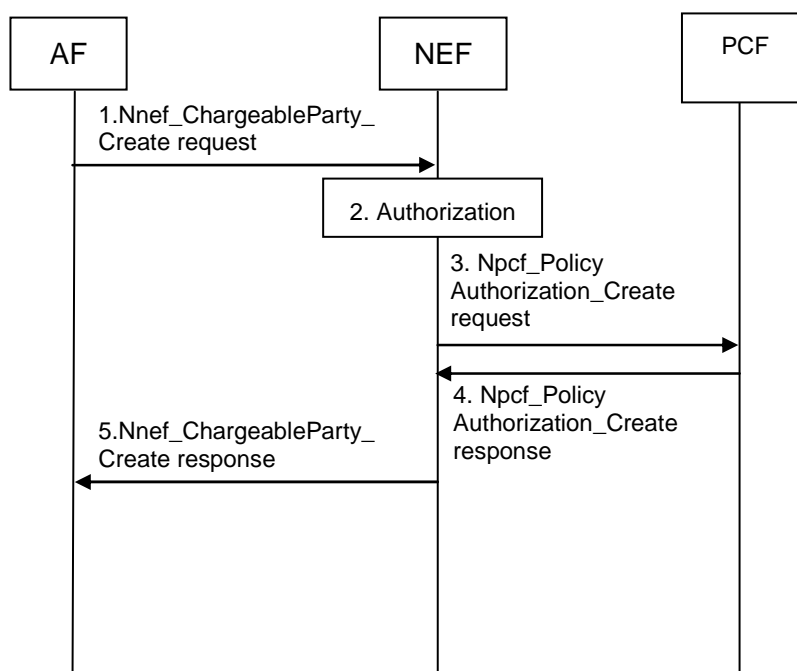 AF
NEF
PCF
1.Nnef_ChargeableParty_
Create request
2. Authorization
3. Npcf_Policy
Authorization_Create
request
4. Npcf_Policy
Authorization_Create
response
5.Nnef_ChargeableParty_
Create response